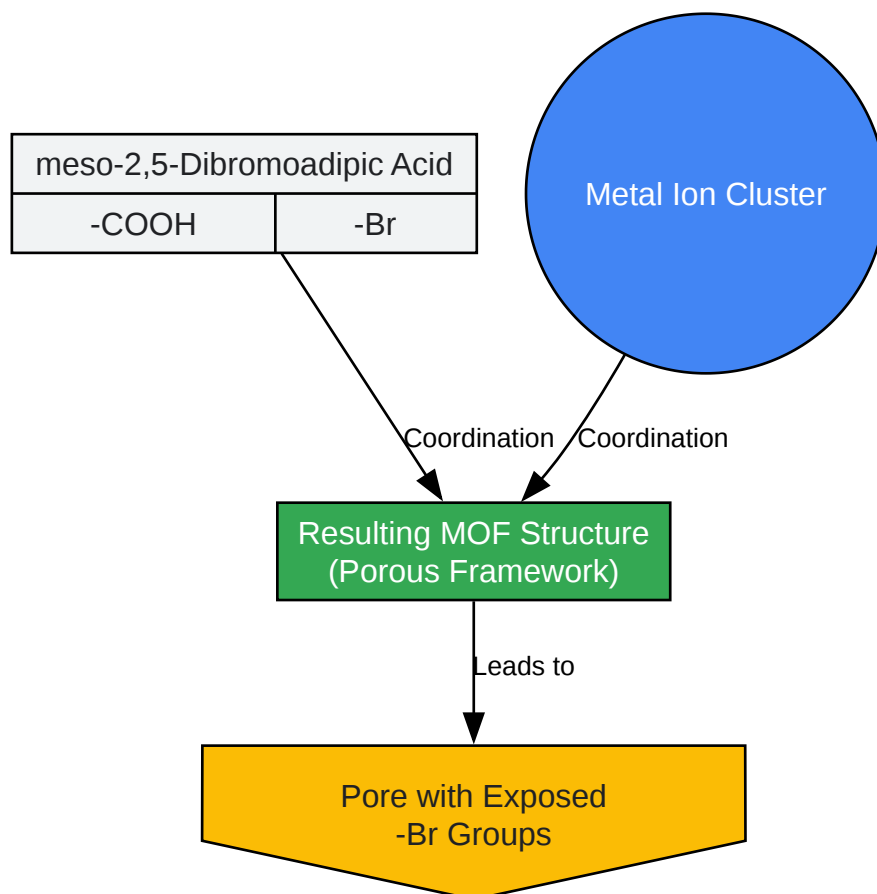 meso-2,5-Dibromoadipic Acid
-COOH
-Br
Metal Ion Cluster
Coordination
Coordination
Resulting MOF Structure
(Porous Framework)
Leads to
Pore with Exposed
-Br Groups